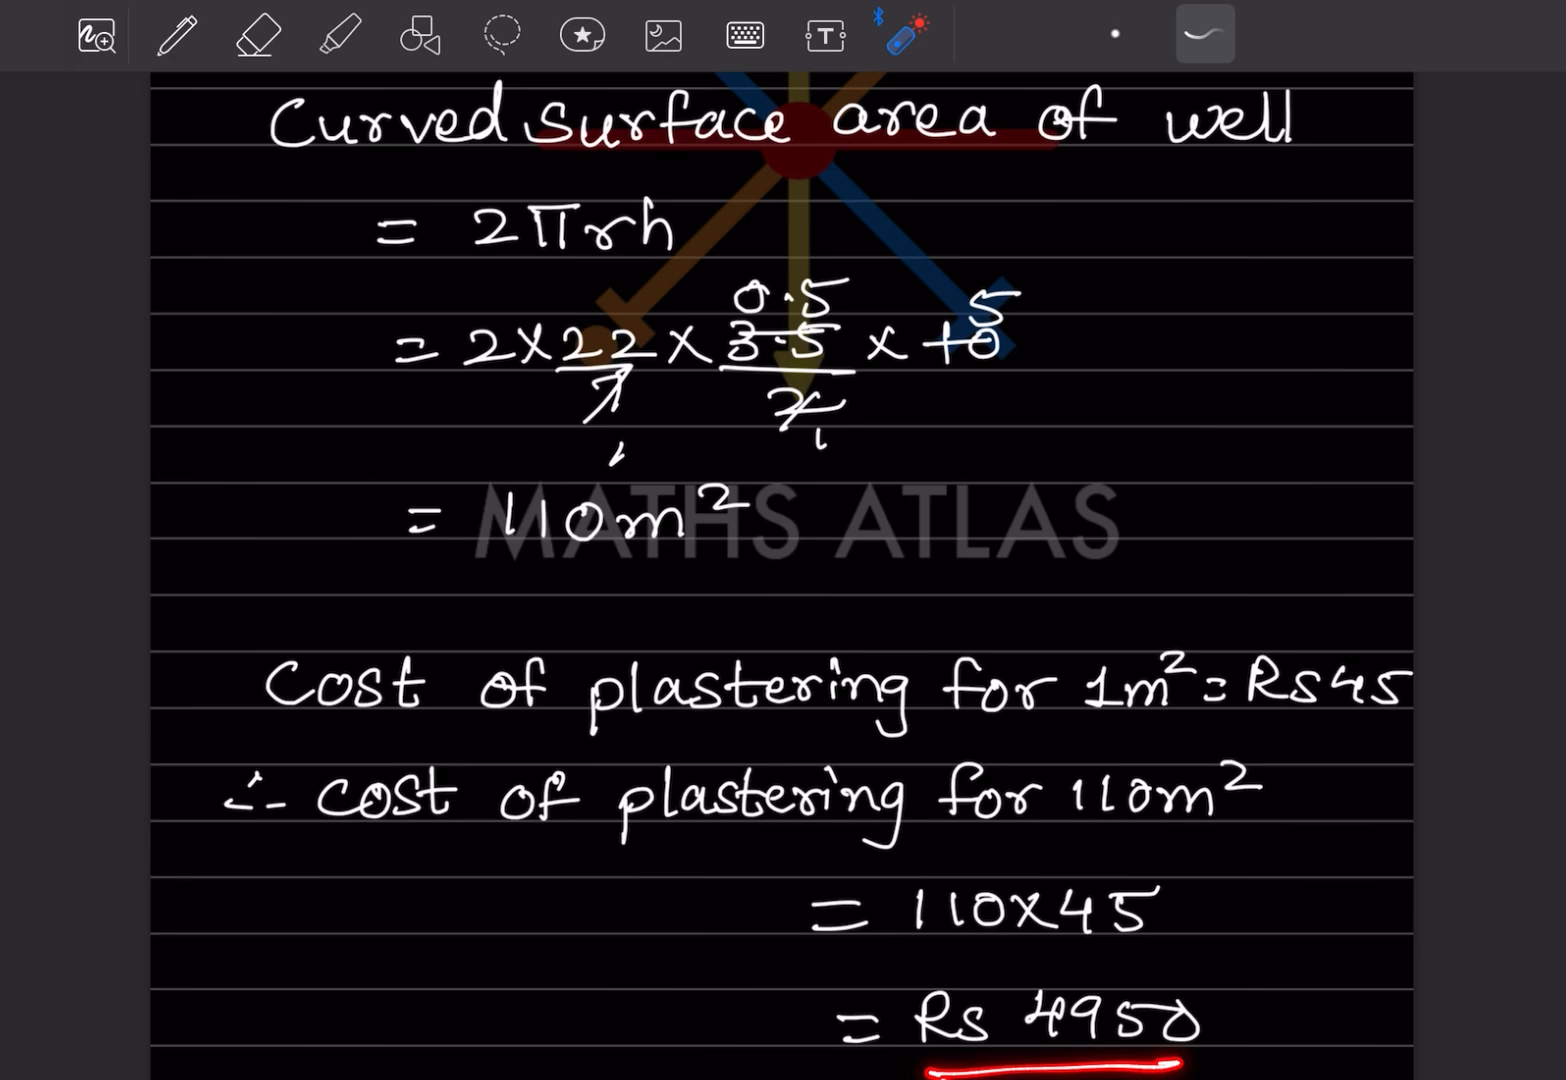 Curved surface area of well
= 2πrh
0.5 5
= 2×22×3.5×10
7 2
1 1
= 110m²
MATHS ATLAS
Cost of plastering for 1m²=Rs45
∴ cost of plastering for 110m²
= 110×45
= Rs 4950